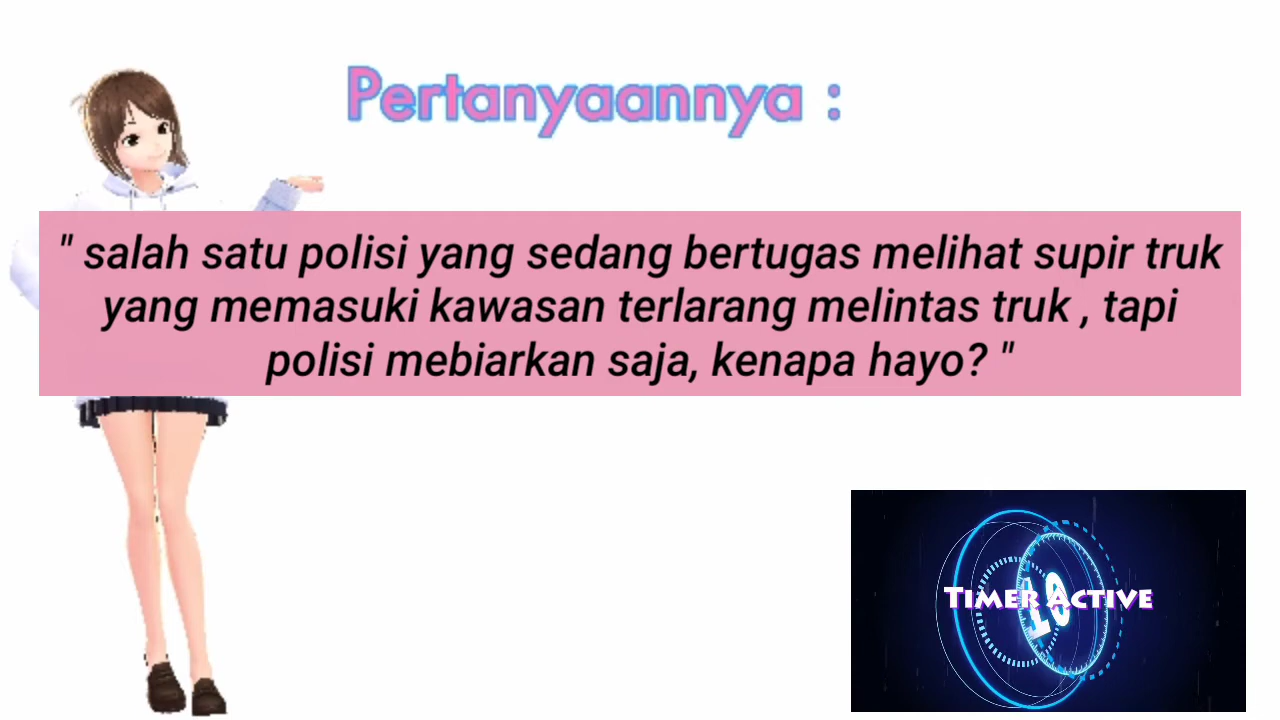 Pertanyaannya :
" salah satu polisi yang sedang bertugas melihat supir truk
yang memasuki kawasan terlarang melintas truk , tapi
polisi mebiarkan saja, kenapa hayo? "
10
TIMER ACTIVE